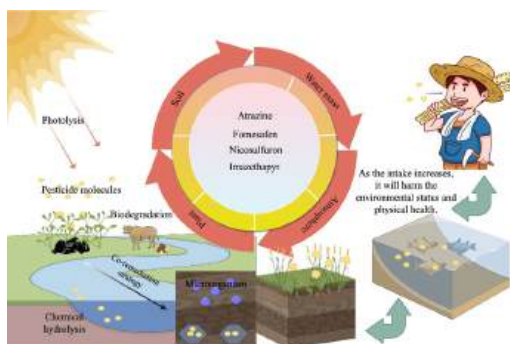 Photolysis
Pesticide molecules
Biodegradation
Co-remediation
strategy
Chemical
hydrolysis
Microorganism
Soil
Water mass
Atmosphere
Plant
Atrazine
Fomesafen
Nicosulfuron
Imazethapyr
As the intake increases,
it will harm the
environmental status and
physical health.